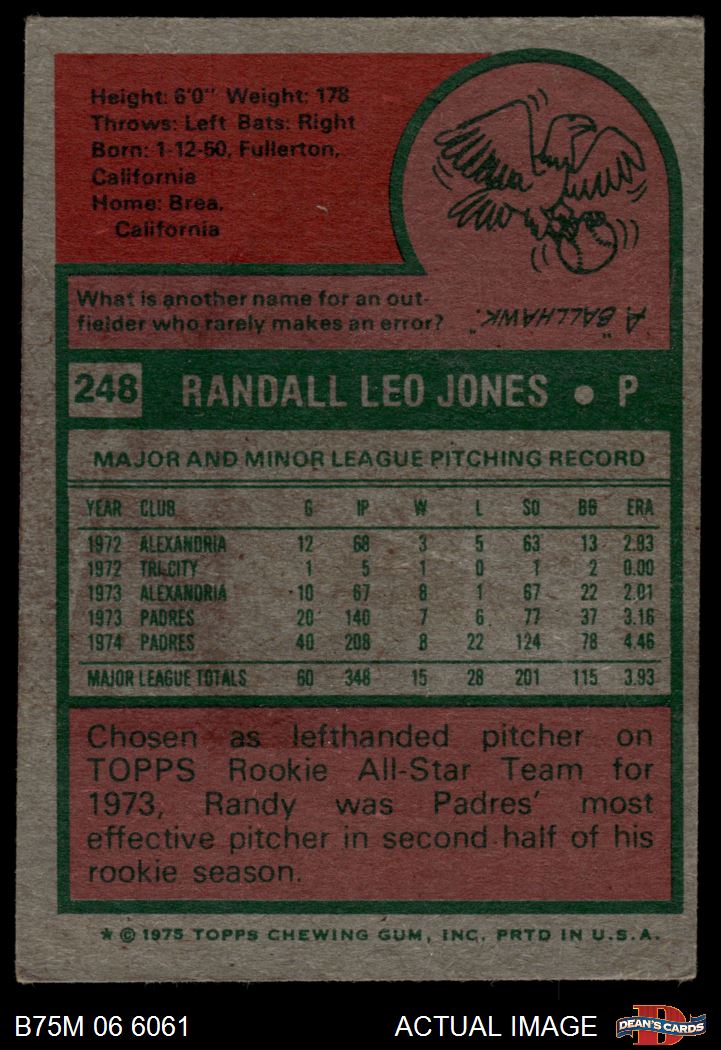 Height: 6'0" Weight: 178
Throws: Left Bats: Right
Born: 1-12-50, Fullerton,
California
Home: Brea,
California
What is another name for an out-
fielder who rarely makes an error?
A "BALLHAWK."
248 RANDALL LEO JONES • P
MAJOR AND MINOR LEAGUE PITCHING RECORD
YEAR CLUB G IP W L SO BB ERA
1972 ALEXANDRIA 12 68 3 5 63 13 2.83
1972 TRI-CITY 1 5 1 0 1 2 0.00
1973 ALEXANDRIA 10 67 8 1 67 22 2.01
1973 PADRES 20 140 7 6 77 37 3.16
1974 PADRES 40 208 8 22 124 78 4.46
MAJOR LEAGUE TOTALS 60 348 15 28 201 115 3.93
Chosen as lefthanded pitcher on
TOPPS Rookie All-Star Team for
1973, Randy was Padres' most
effective pitcher in second half of his
rookie season.
* © 1975 TOPPS CHEWING GUM, INC. PRTD IN U.S.A.
B75M 06 6061 ACTUAL IMAGE DEAN'S CARDS